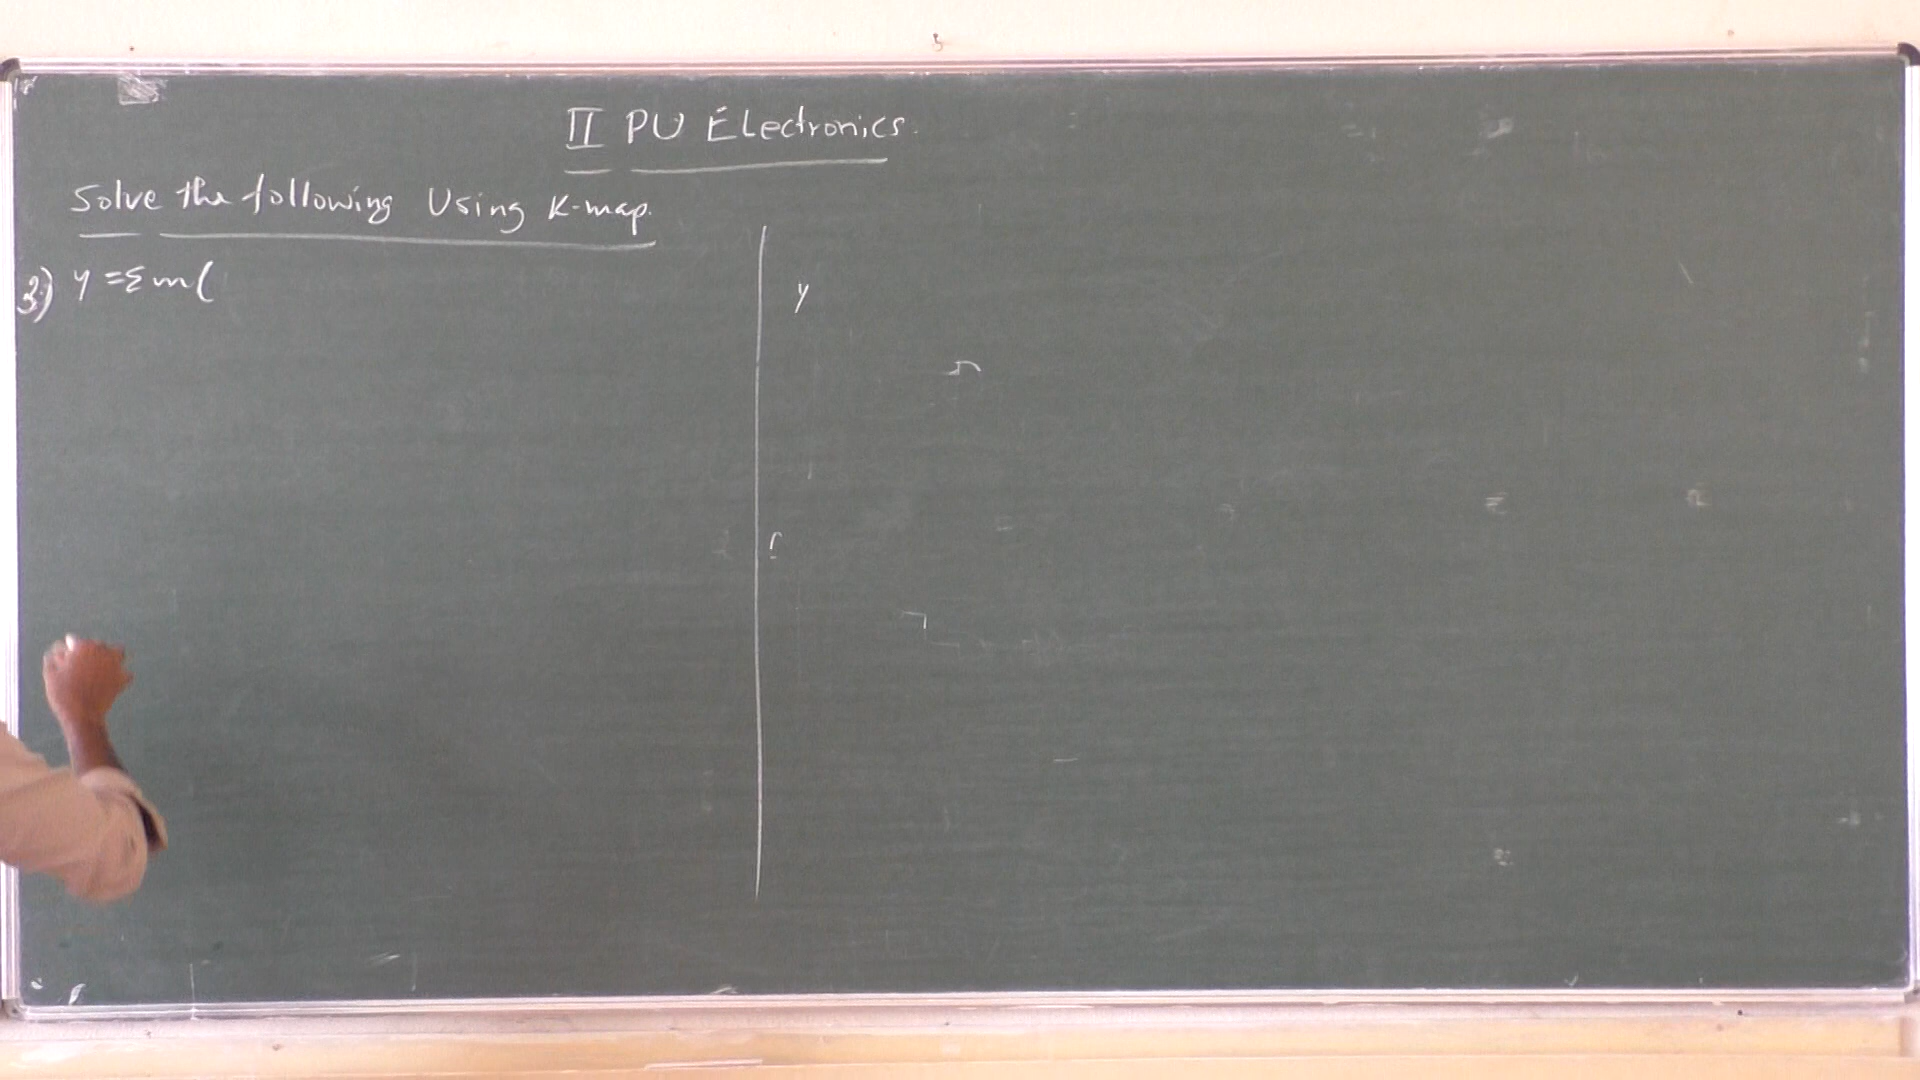 II PU Electronics.
Solve the following Using K-map.
3) y = Σm(
y